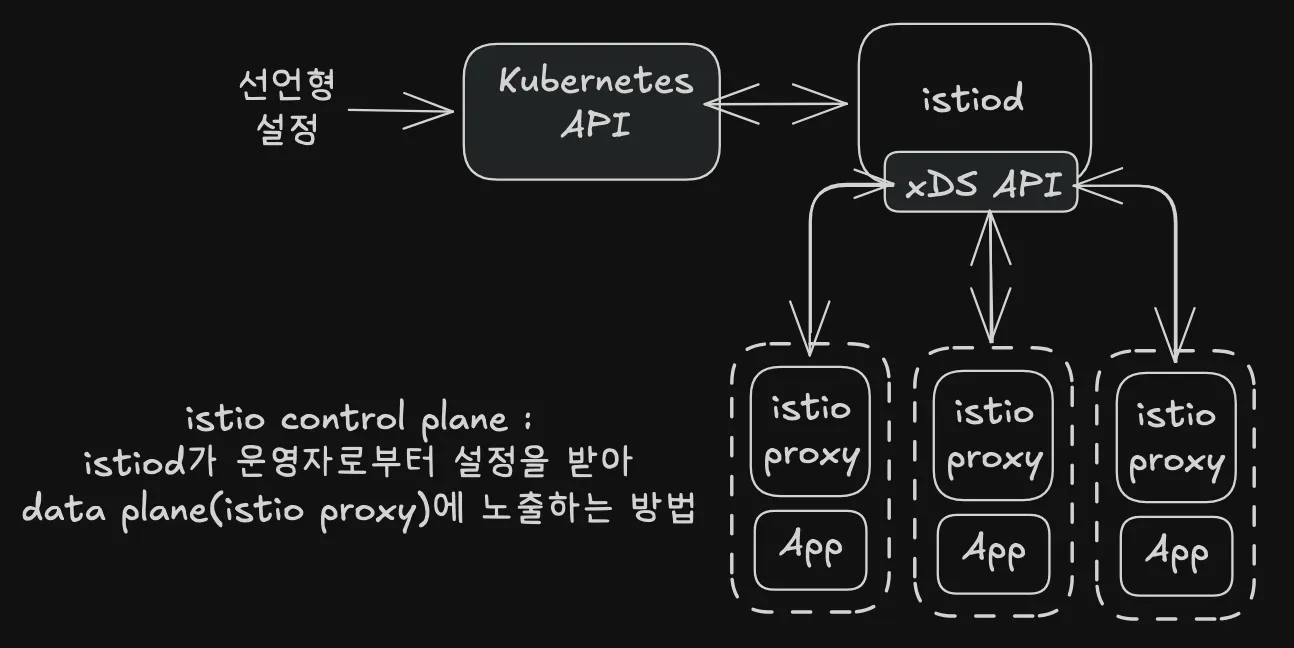 선언형
설정
Kubernetes
API
istiod
xDS API
istio control plane :
istiod가 운영자로부터 설정을 받아
data plane(istio proxy)에 노출하는 방법
istio
proxy
App
istio
proxy
App
istio
proxy
App